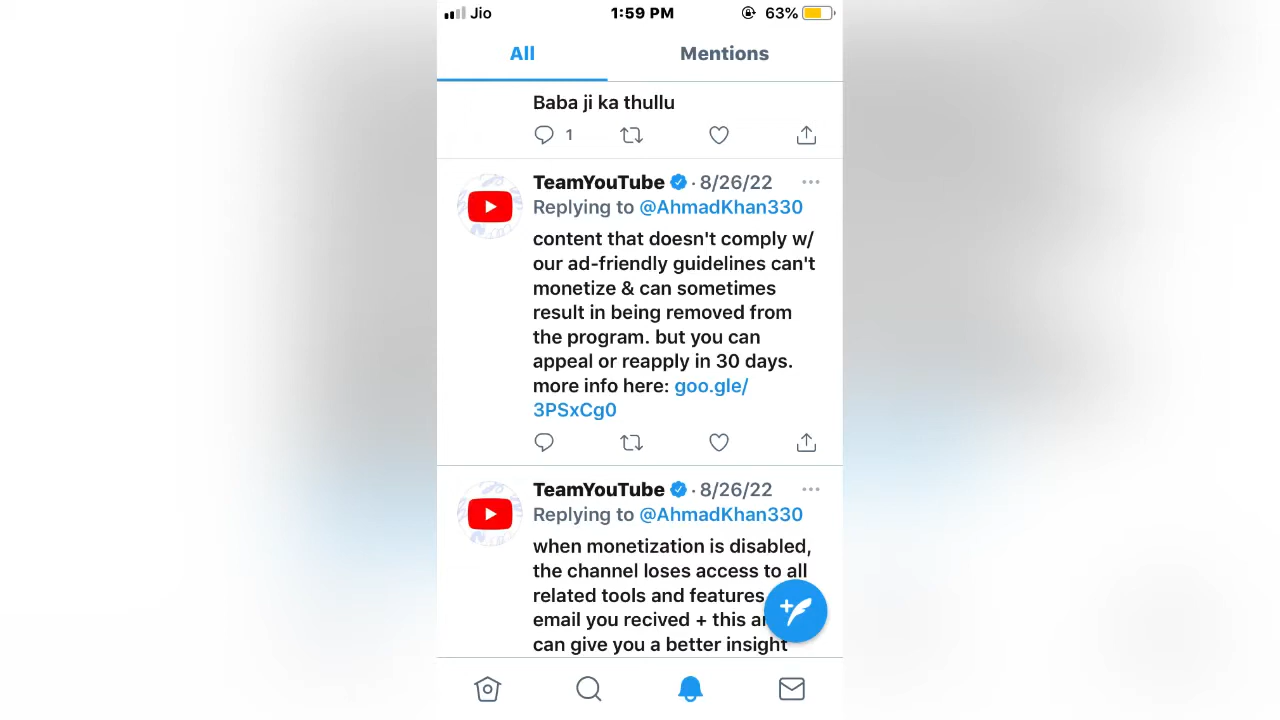 Jio 1:59 PM 63%
All Mentions
Baba ji ka thullu
1
TeamYouTube · 8/26/22 ...
Replying to @AhmadKhan330
content that doesn't comply w/
our ad-friendly guidelines can't
monetize & can sometimes
result in being removed from
the program. but you can
appeal or reapply in 30 days.
more info here: goo.gle/
3PSxCg0
TeamYouTube · 8/26/22 ...
Replying to @AhmadKhan330
when monetization is disabled,
the channel loses access to all
related tools and features
email you recived + this
can give you a better insight